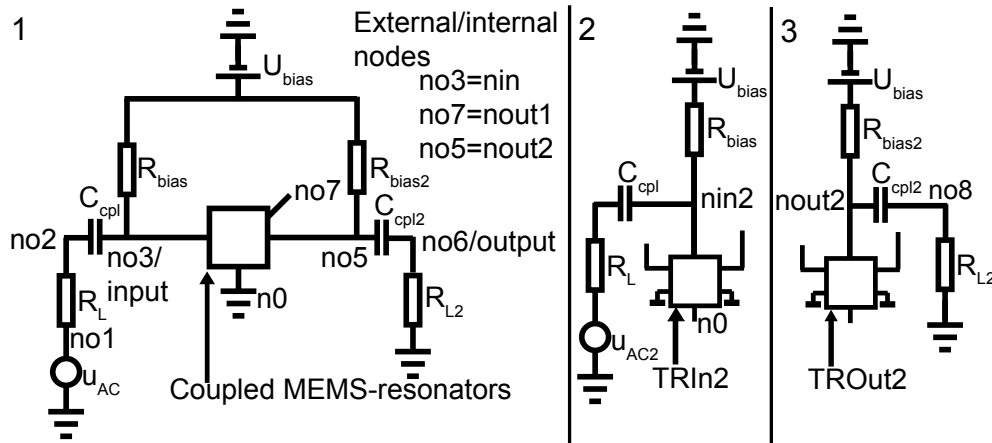 1
External/internal
nodes
no3=nin
no7=nout1
no5=nout2
U_bias
R_bias
R_bias2
no7
C_cpl
C_cpl2
no2
no3/
input
no5
no6/output
R_L
no1
n0
R_L2
u_AC
Coupled MEMS-resonators
2
U_bias
R_bias
C_cpl
nin2
R_L
n0
u_AC2
TRIn2
3
U_bias
R_bias2
C_cpl2
no8
nout2
R_L2
TROut2